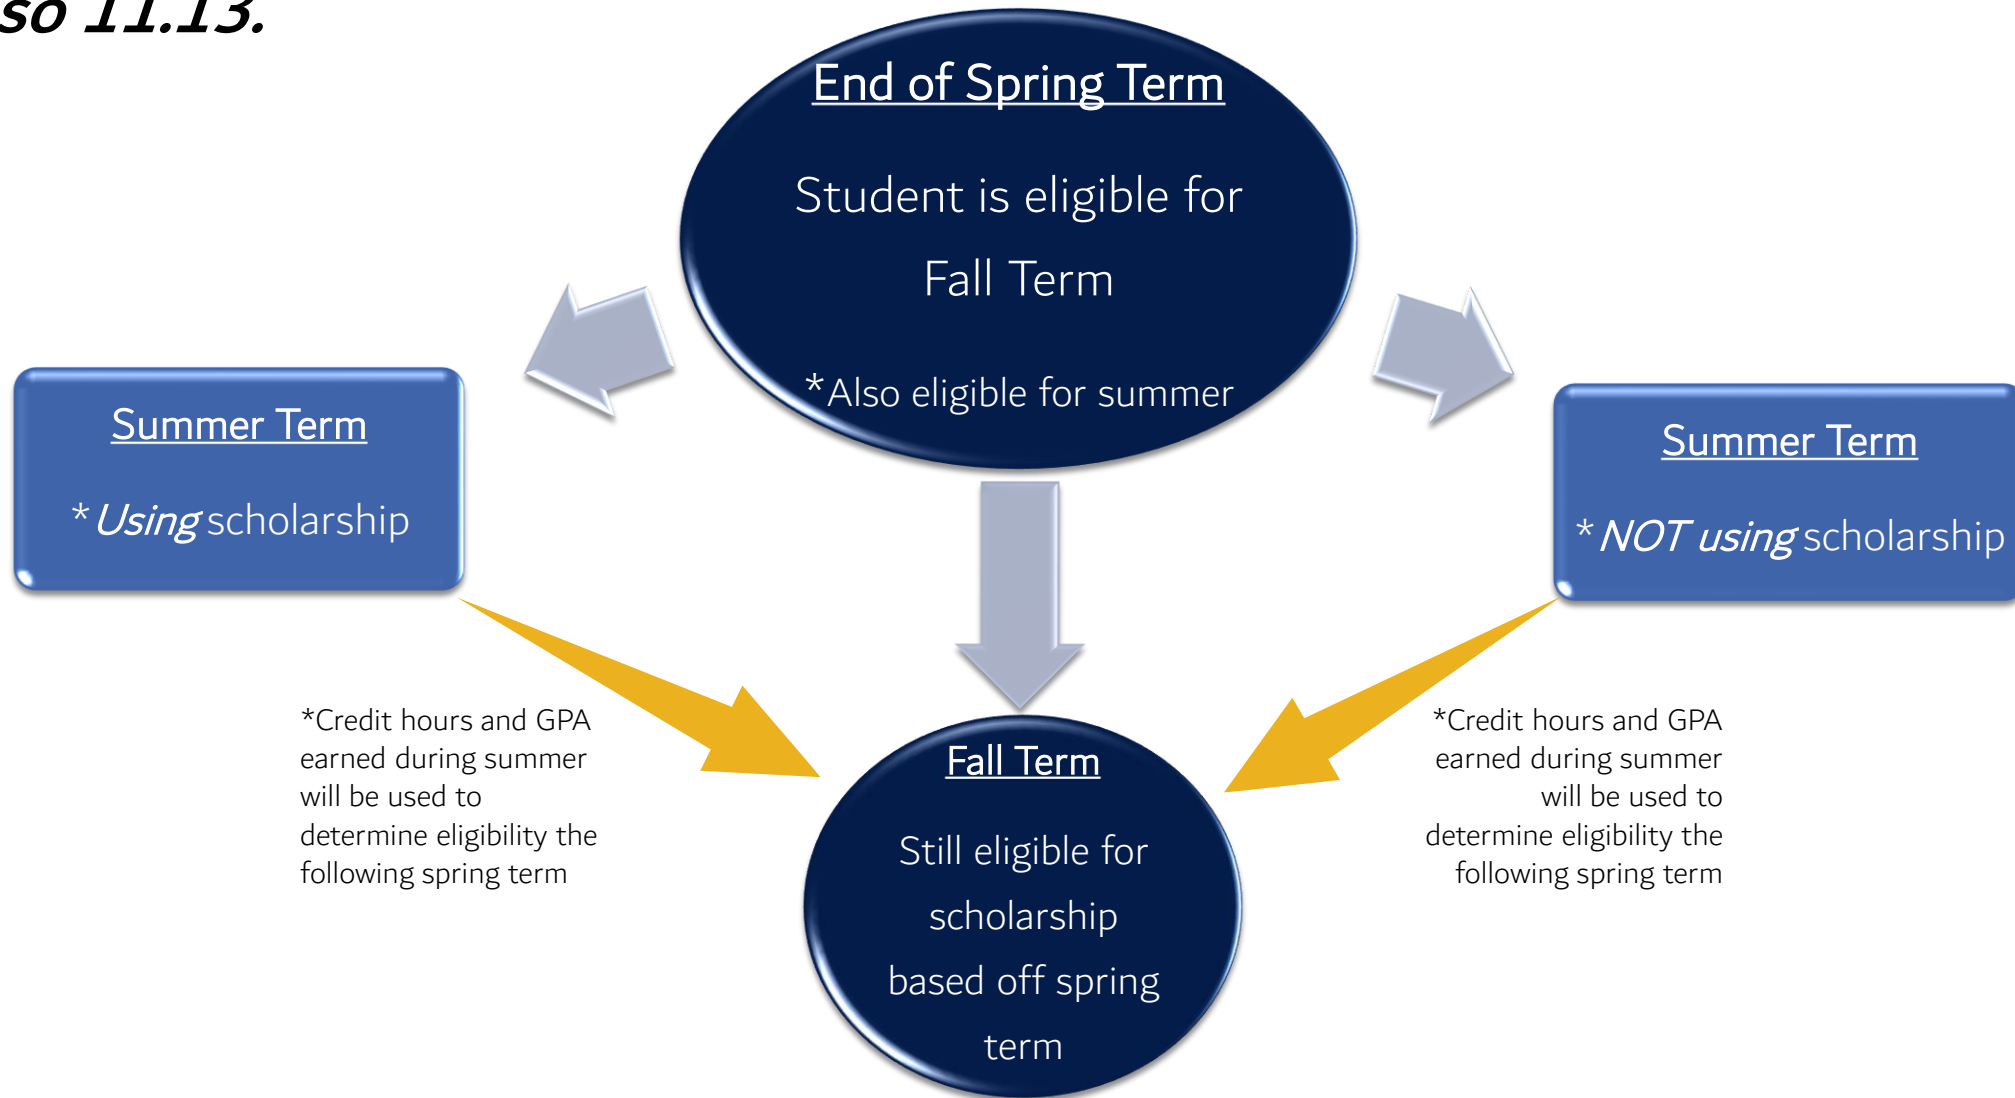 so 11.13.
End of Spring Term
Student is eligible for
Fall Term
*Also eligible for summer
Summer Term
*Using scholarship
Summer Term
*NOT using scholarship
*Credit hours and GPA
earned during summer
will be used to
determine eligibility the
following spring term
*Credit hours and GPA
earned during summer
will be used to
determine eligibility the
following spring term
Fall Term
Still eligible for
scholarship
based off spring
term